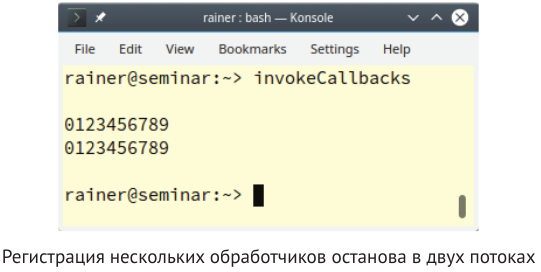 rainer : bash — Konsole
File Edit View Bookmarks Settings Help
rainer@seminar:~> invokeCallbacks
0123456789
0123456789
rainer@seminar:~>
Регистрация нескольких обработчиков останова в двух потоках